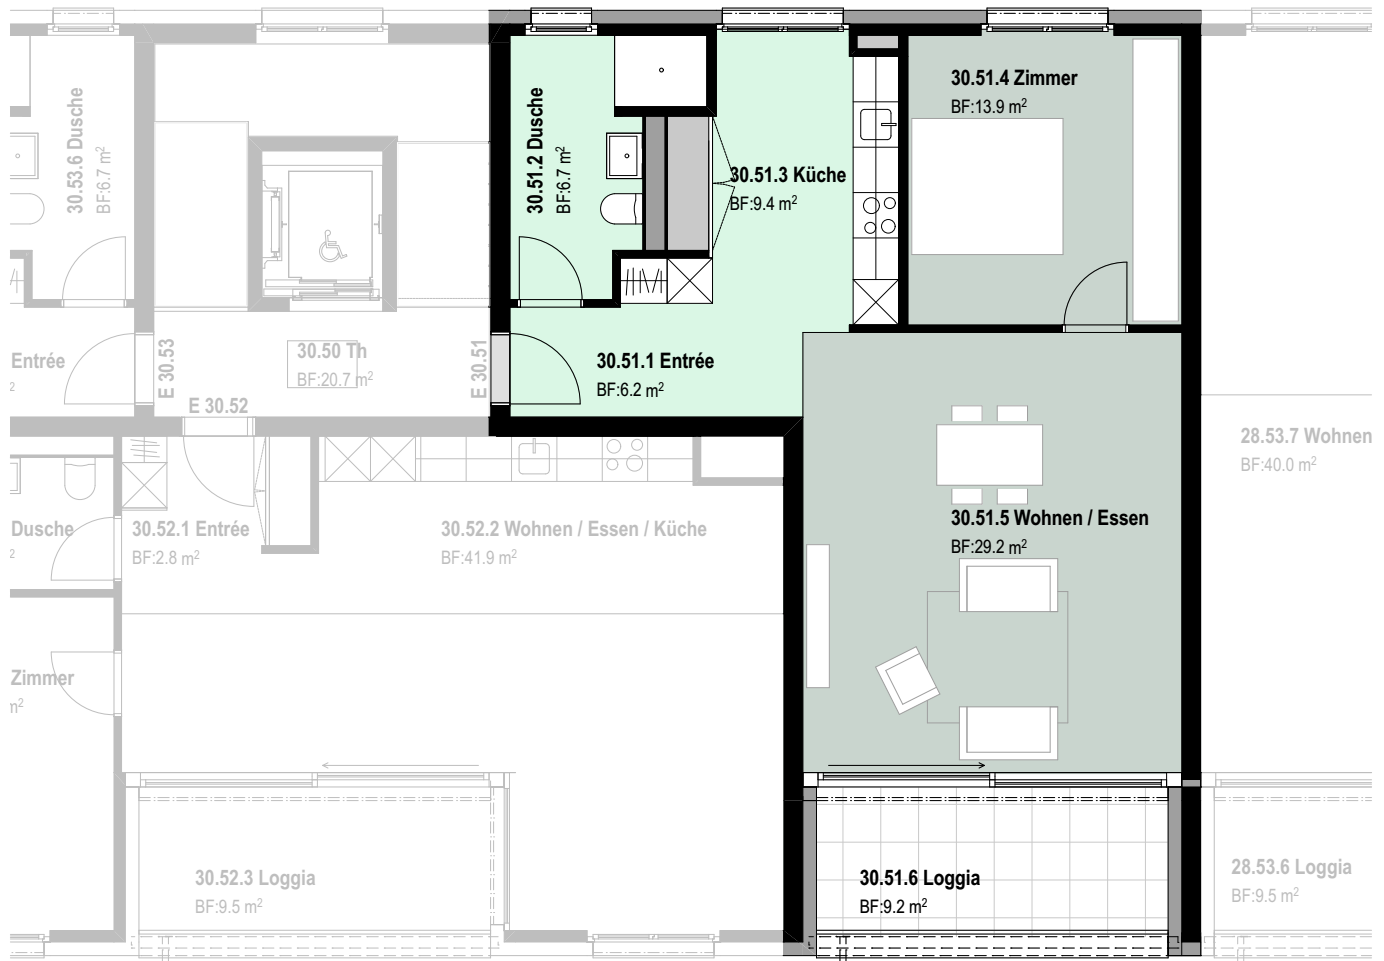 30.53.6 Dusche
BF:6.7 m²
30.51.2 Dusche
BF:6.7 m²
30.51.3 Küche
BF:9.4 m²
30.51.4 Zimmer
BF:13.9 m²
Entrée
²
E 30.53
E 30.52
30.50 Th
BF:20.7 m²
E 30.51
30.51.1 Entrée
BF:6.2 m²
28.53.7 Wohnen
BF:40.0 m²
Dusche
²
30.52.1 Entrée
BF:2.8 m²
30.52.2 Wohnen / Essen / Küche
BF:41.9 m²
30.51.5 Wohnen / Essen
BF:29.2 m²
Zimmer
m²
30.52.3 Loggia
BF:9.5 m²
30.51.6 Loggia
BF:9.2 m²
28.53.6 Loggia
BF:9.5 m²